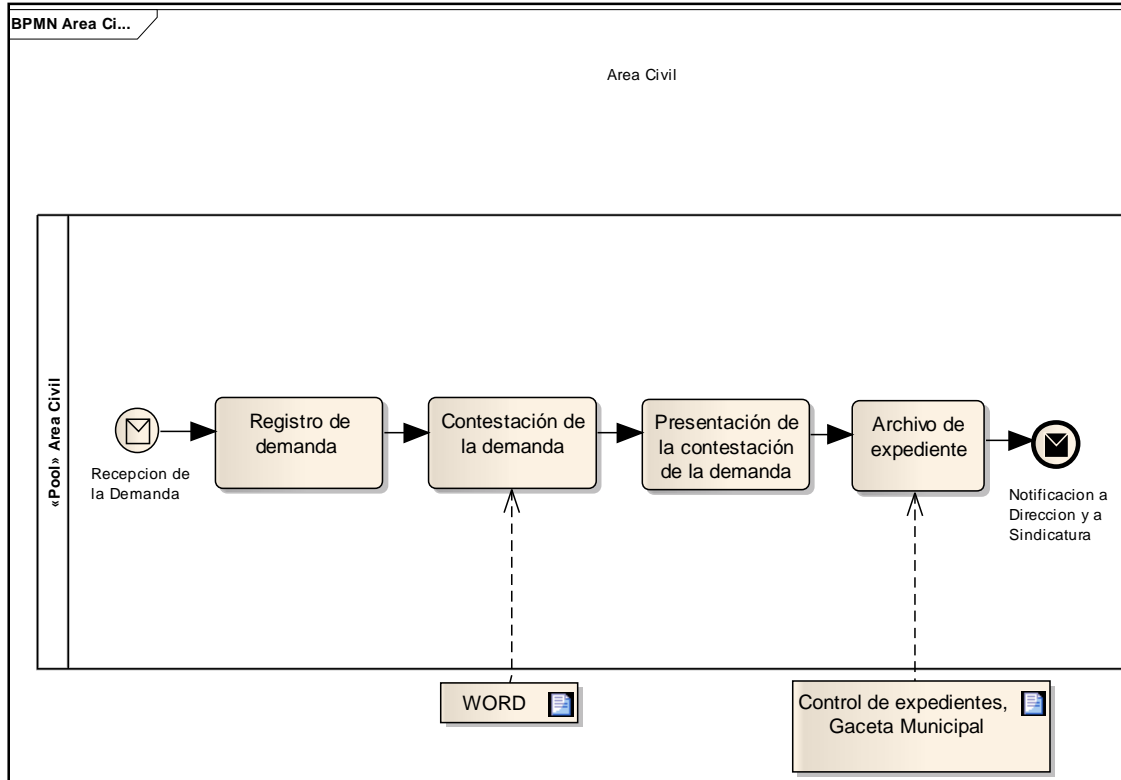 BPMN Area Ci...
Area Civil
«Pool» Area Civil
Recepcion de
la Demanda
Registro de
demanda
Contestación de
la demanda
Presentación de
la contestación
de la demanda
Archivo de
expediente
Notificacion a
Direccion y a
Sindicatura
WORD
Control de expedientes,
Gaceta Municipal